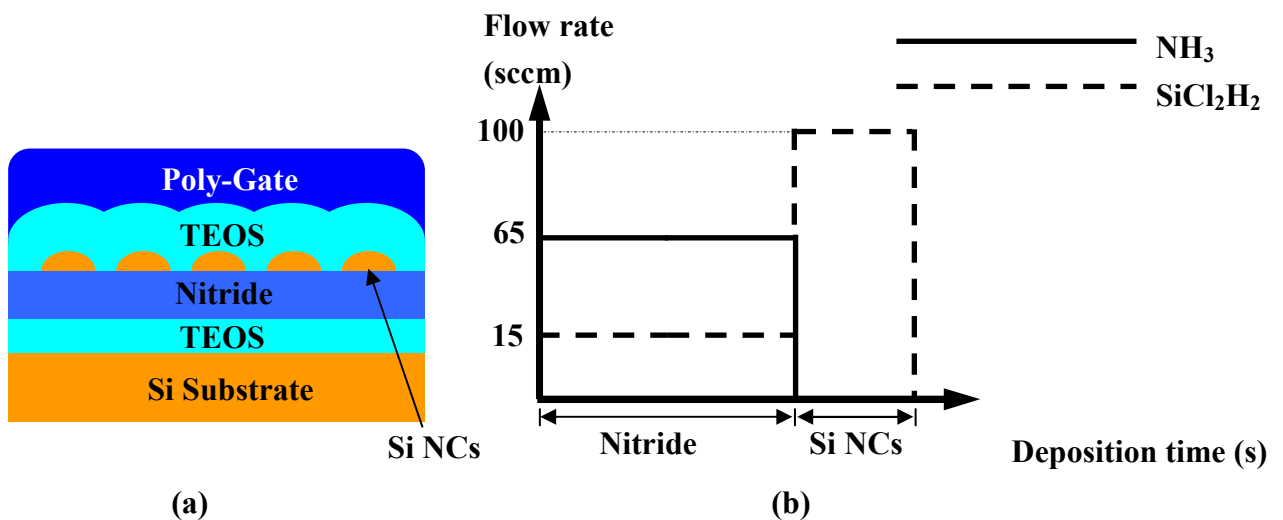 Poly-Gate
TEOS
Nitride
TEOS
Si Substrate
Si NCs
(a)
Flow rate
(sccm)
NH₃
SiCl₂H₂
100
65
15
Nitride
Si NCs
Deposition time (s)
(b)